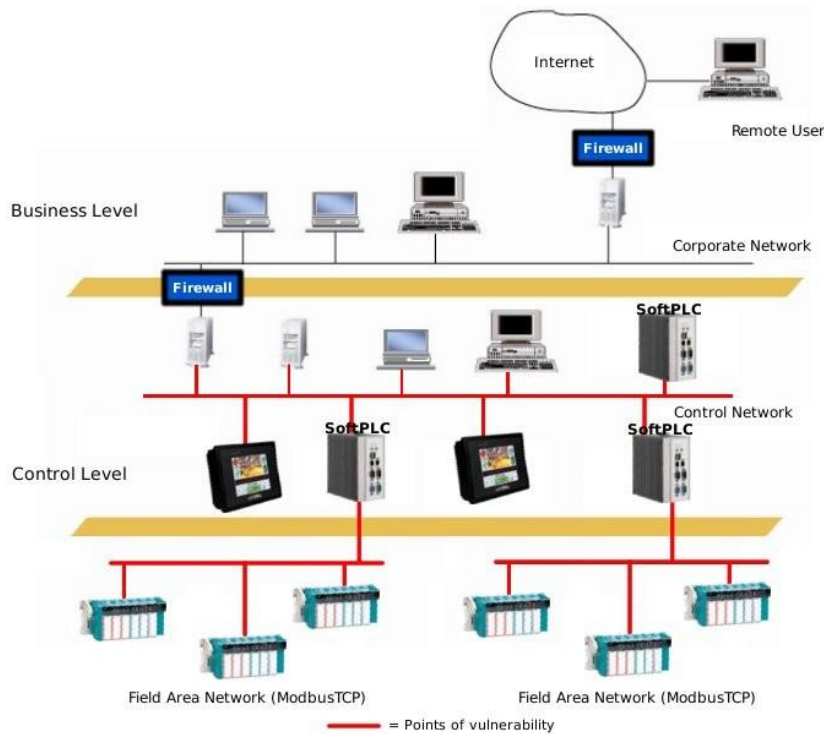 Internet
Remote User
Firewall
Business Level
Corporate Network
Firewall
SoftPLC
Control Network
SoftPLC
SoftPLC
Control Level
Field Area Network (ModbusTCP)
Field Area Network (ModbusTCP)
= Points of vulnerability